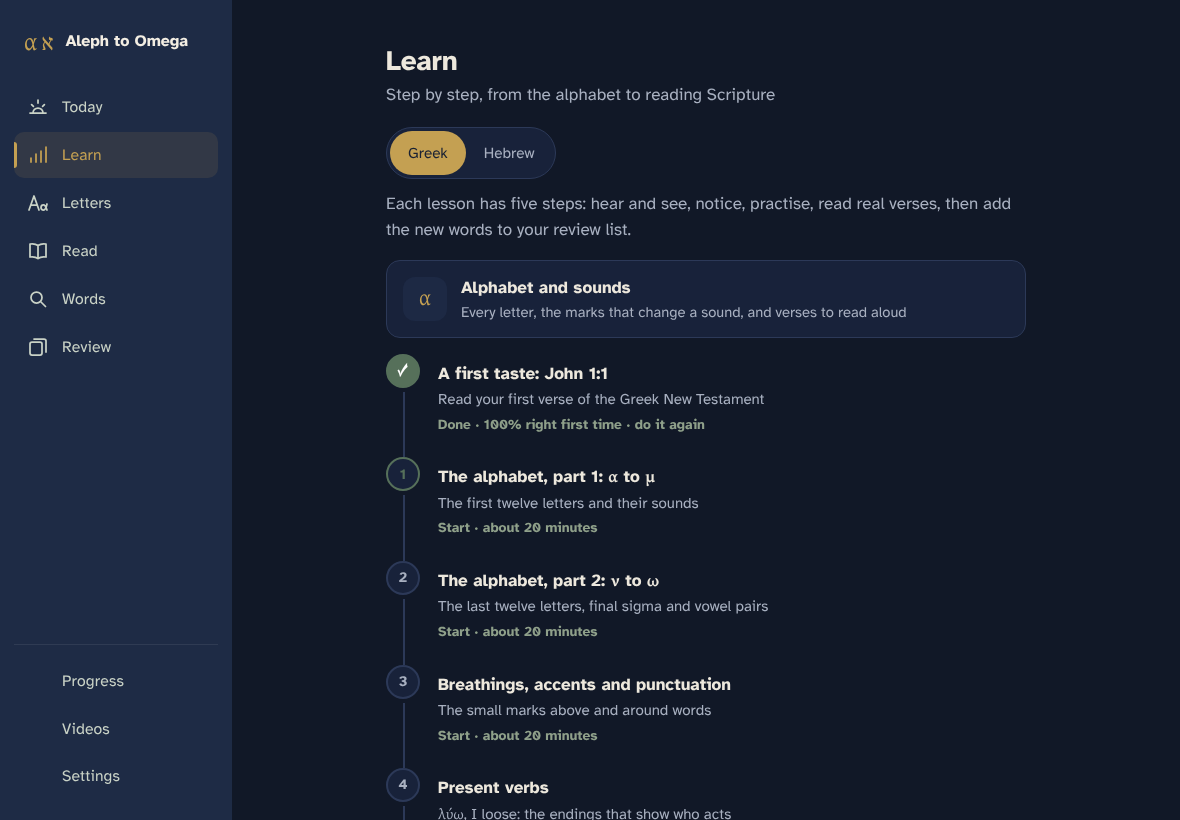 α א Aleph to Omega
Today
Learn
Letters
Read
Words
Review
Progress
Videos
Settings
Learn
Step by step, from the alphabet to reading Scripture
Greek Hebrew
Each lesson has five steps: hear and see, notice, practise, read real verses, then add
the new words to your review list.
α
Alphabet and sounds
Every letter, the marks that change a sound, and verses to read aloud
A first taste: John 1:1
Read your first verse of the Greek New Testament
Done · 100% right first time · do it again
1
The alphabet, part 1: α to μ
The first twelve letters and their sounds
Start · about 20 minutes
2
The alphabet, part 2: ν to ω
The last twelve letters, final sigma and vowel pairs
Start · about 20 minutes
3
Breathings, accents and punctuation
The small marks above and around words
Start · about 20 minutes
4
Present verbs
λύω, I loose: the endings that show who acts